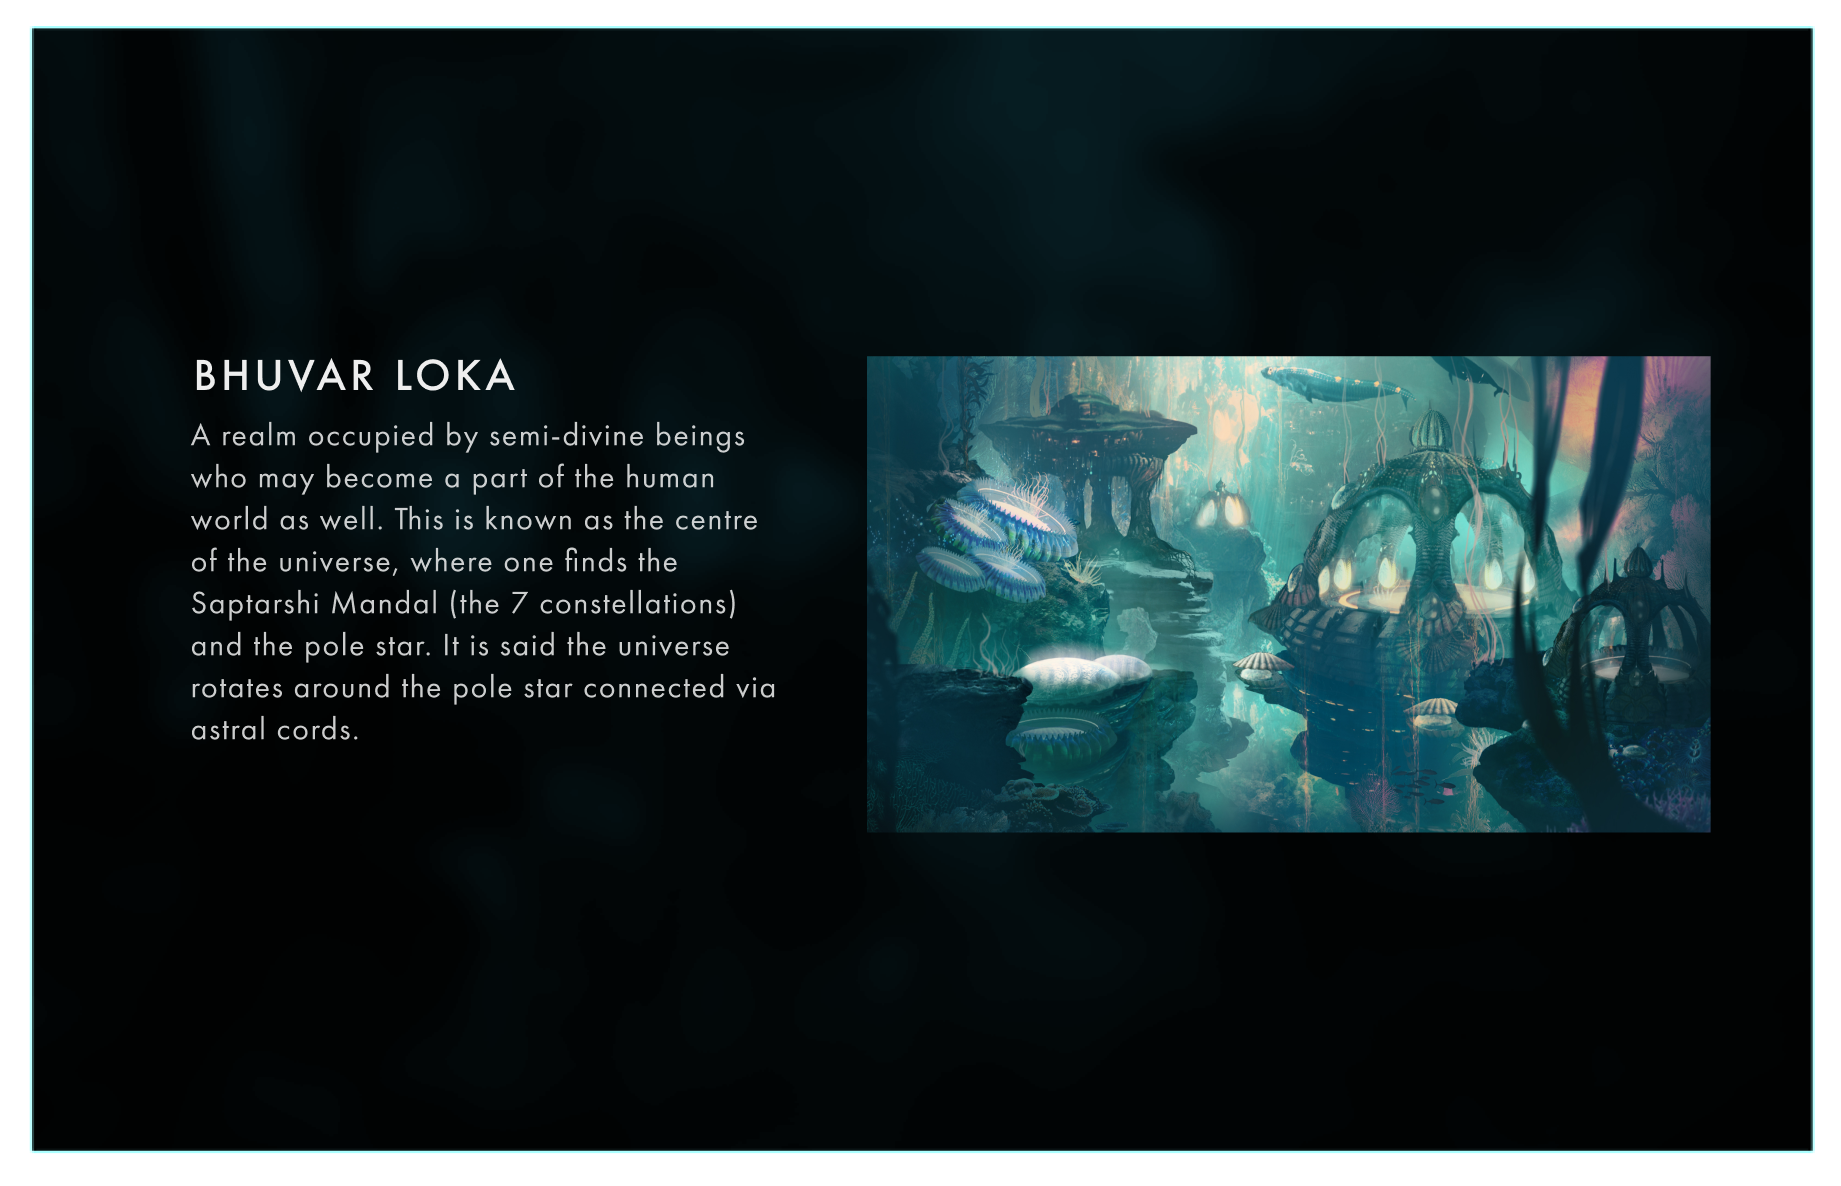 BHUVAR LOKA
A realm occupied by semi-divine beings
who may become a part of the human
world as well. This is known as the centre
of the universe, where one finds the
Saptarshi Mandal (the 7 constellations)
and the pole star. It is said the universe
rotates around the pole star connected via
astral cords.